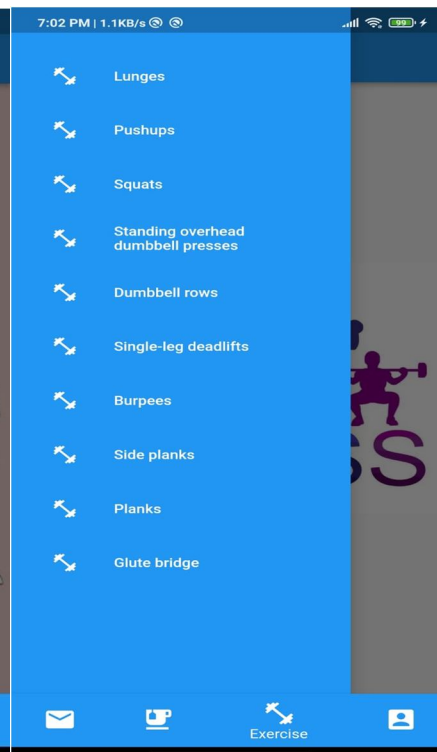 7:02 PM | 1.1KB/s
99
Lunges
Pushups
Squats
Standing overhead
dumbbell presses
Dumbbell rows
Single-leg deadlifts
Burpees
Side planks
Planks
Glute bridge
SS
Exercise